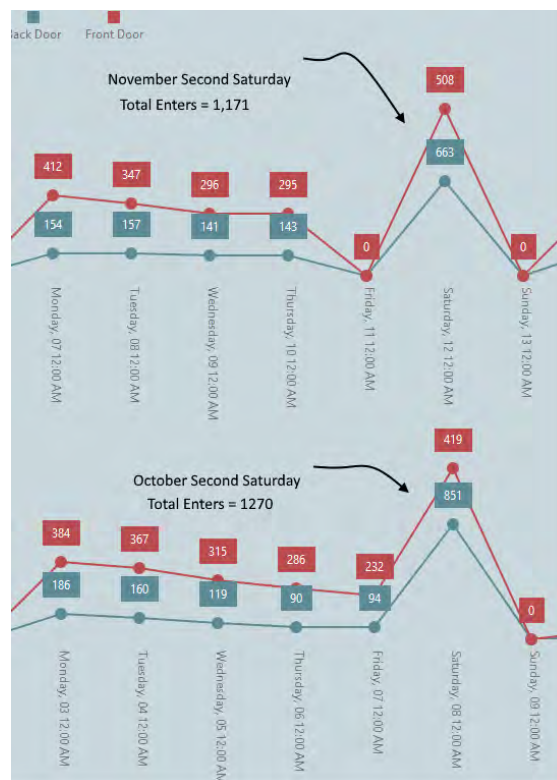 Back Door Front Door
November Second Saturday
Total Enters = 1,171
508
663
412
347
296
295
154
157
141
143
0
0
Monday, 07 12:00 AM
Tuesday, 08 12:00 AM
Wednesday, 09 12:00 AM
Thursday, 10 12:00 AM
Friday, 11 12:00 AM
Saturday, 12 12:00 AM
Sunday, 13 12:00 AM
October Second Saturday
Total Enters = 1270
419
851
384
367
315
286
232
186
160
119
90
94
0
Monday, 03 12:00 AM
Tuesday, 04 12:00 AM
Wednesday, 05 12:00 AM
Thursday, 06 12:00 AM
Friday, 07 12:00 AM
Saturday, 08 12:00 AM
Sunday, 09 12:00 AM